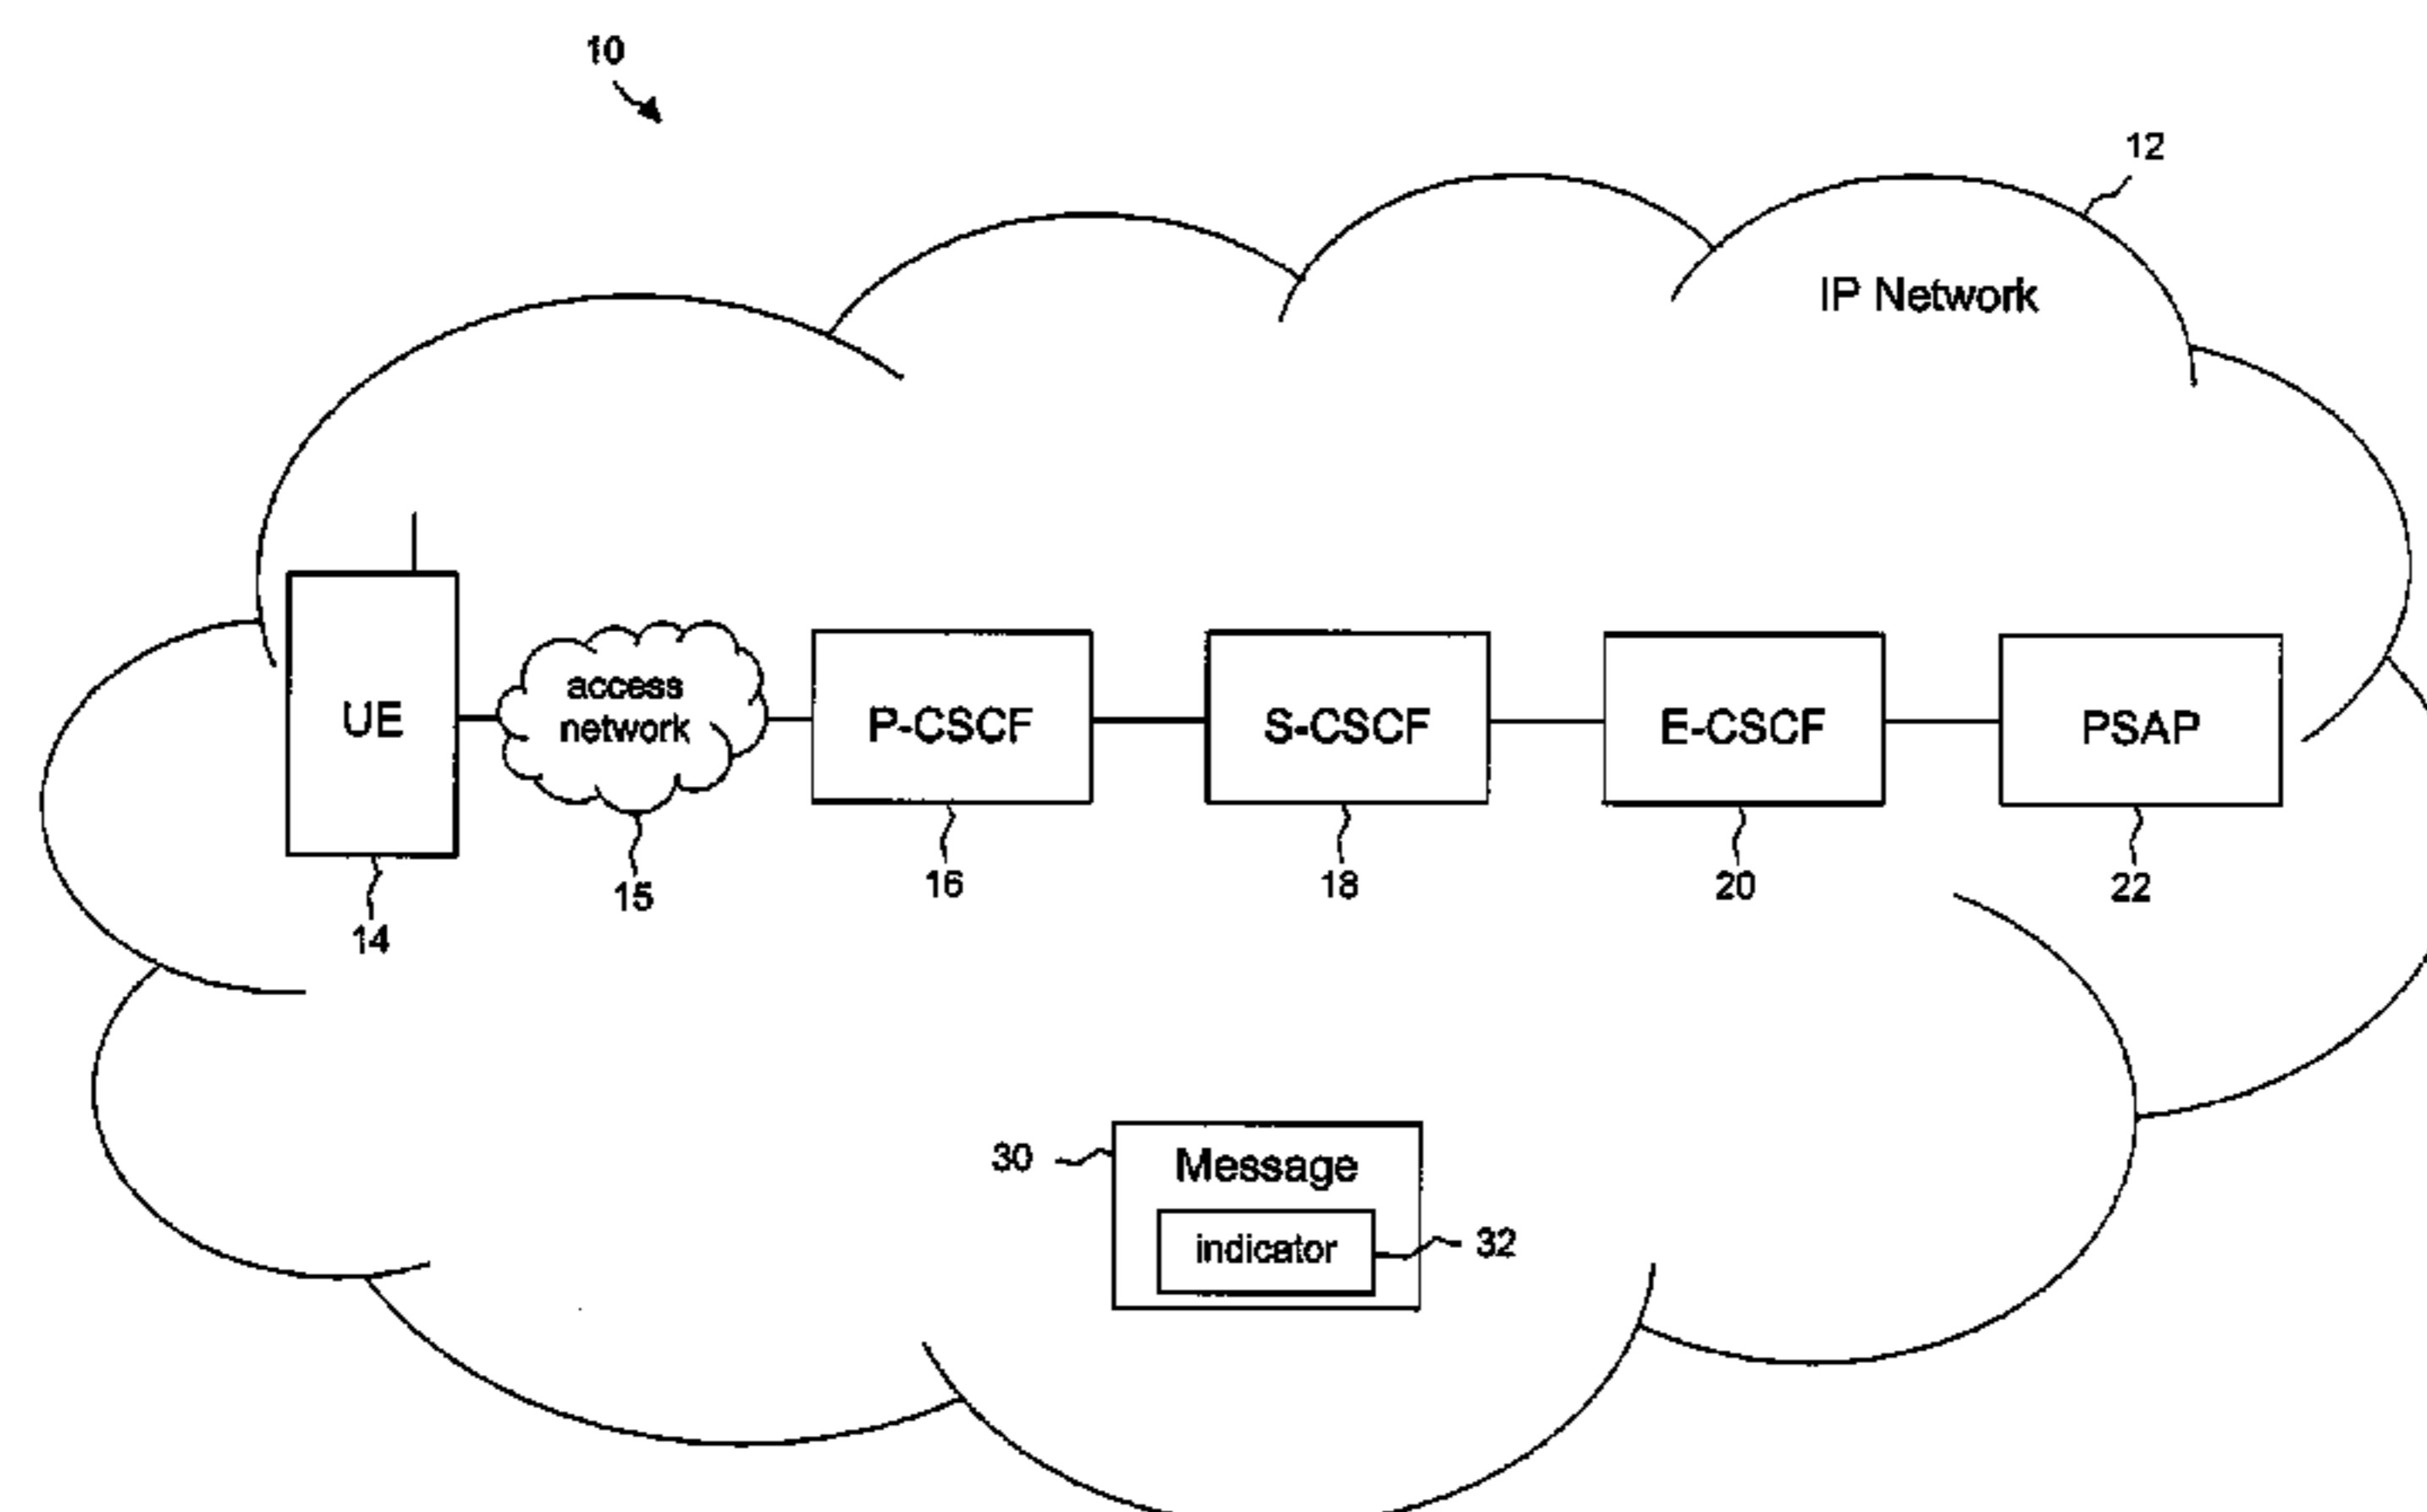 10
12
IP Network
UE
access
network
P-CSCF
S-CSCF
E-CSCF
PSAP
14
15
16
18
20
22
30
Message
indicator
32